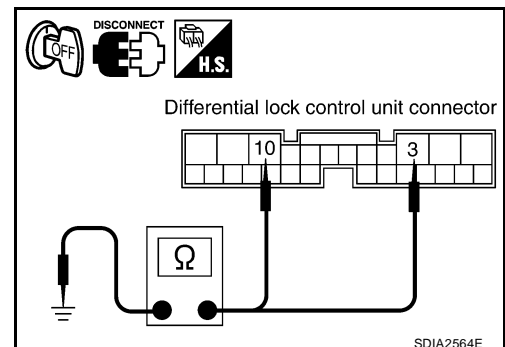 DISCONNECT
OFF
H.S.
Differential lock control unit connector
10 3
Ω
SDIA2564E